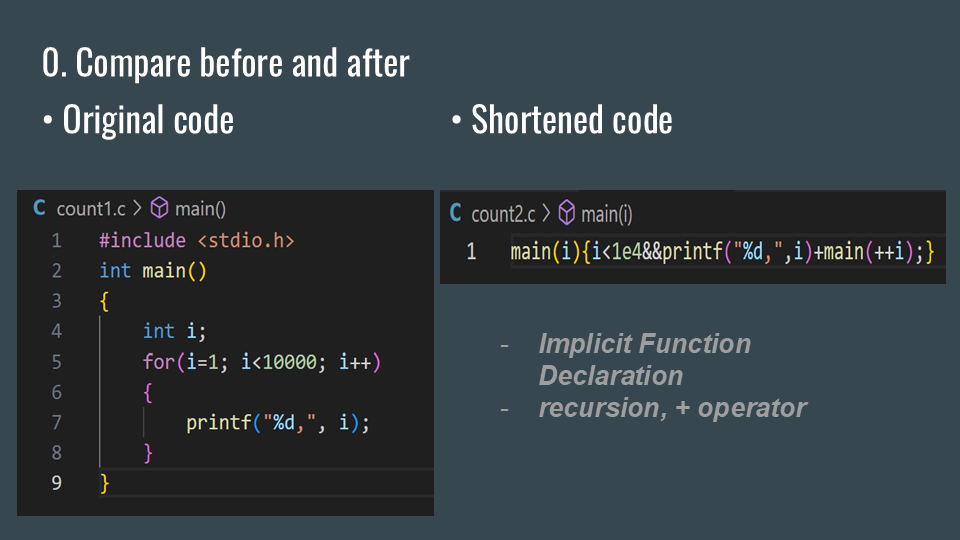 0. Compare before and after
• Original code
• Shortened code
C count1.c > main()
1 #include <stdio.h>
2 int main()
3 {
4 int i;
5 for(i=1; i<10000; i++)
6 {
7 printf("%d,", i);
8 }
9 }
C count2.c > main(i)
1 main(i){i<1e4&&printf("%d,",i)+main(++i);}
- Implicit Function
Declaration
- recursion, + operator